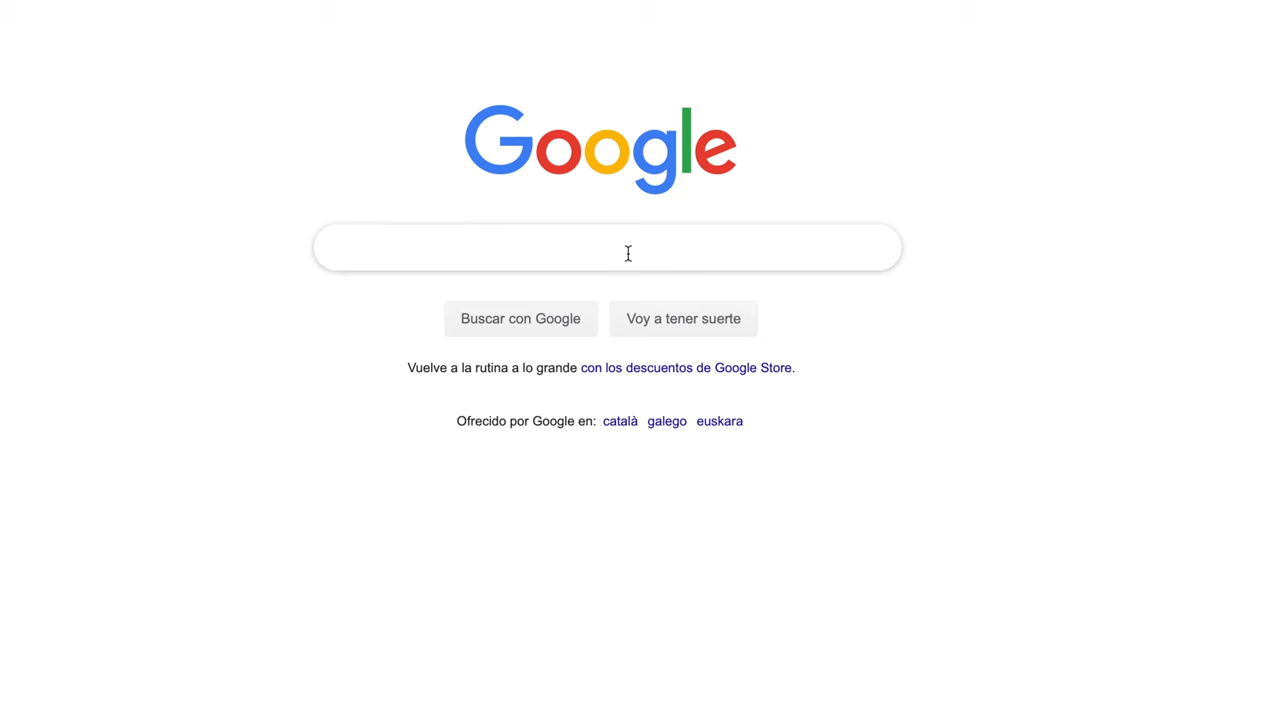 Google
Buscar con Google Voy a tener suerte
Vuelve a la rutina a lo grande con los descuentos de Google Store.
Ofrecido por Google en: català galego euskara